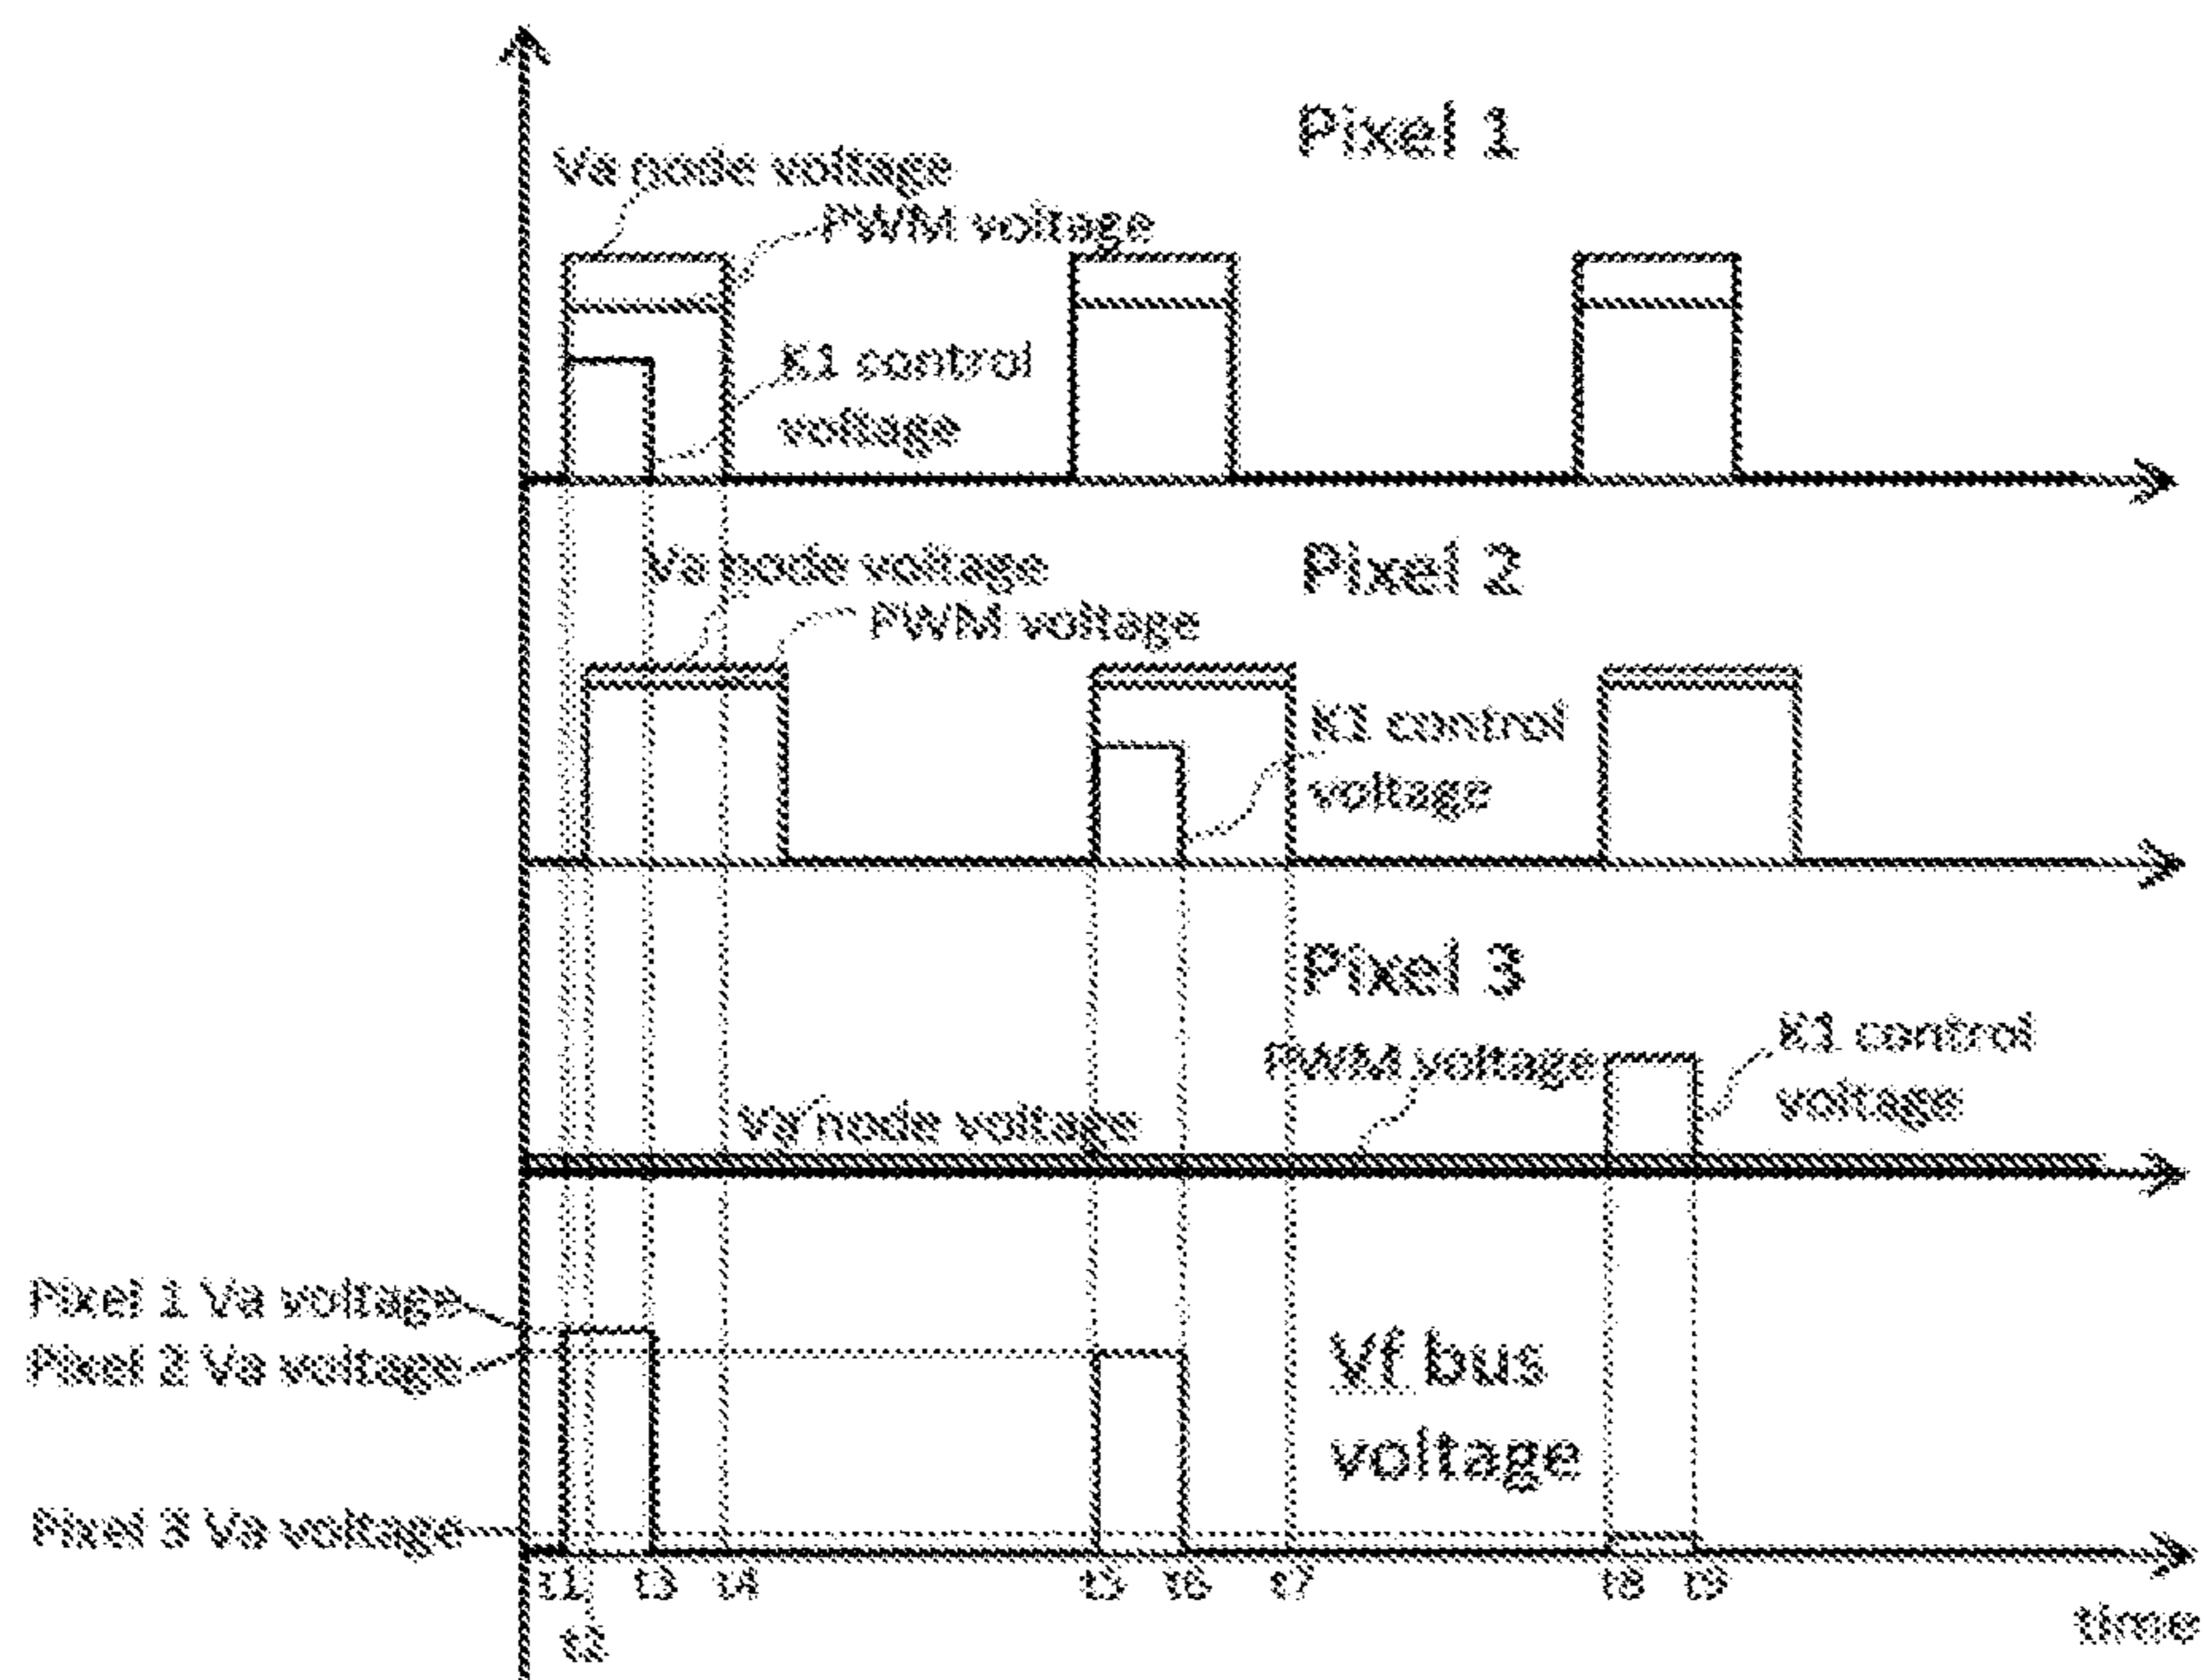 Pixel 1
Va node voltage
PWM voltage
K1 control
voltage
Pixel 2
Va node voltage
PWM voltage
K1 control
voltage
Pixel 3
PWM voltage
K1 control
voltage
Va node voltage
Pixel 1 Va voltage
Pixel 2 Va voltage
Vf bus
voltage
Pixel 3 Va voltage
t1 t3 t4 t5 t6 t7 t8 t9
t2
time